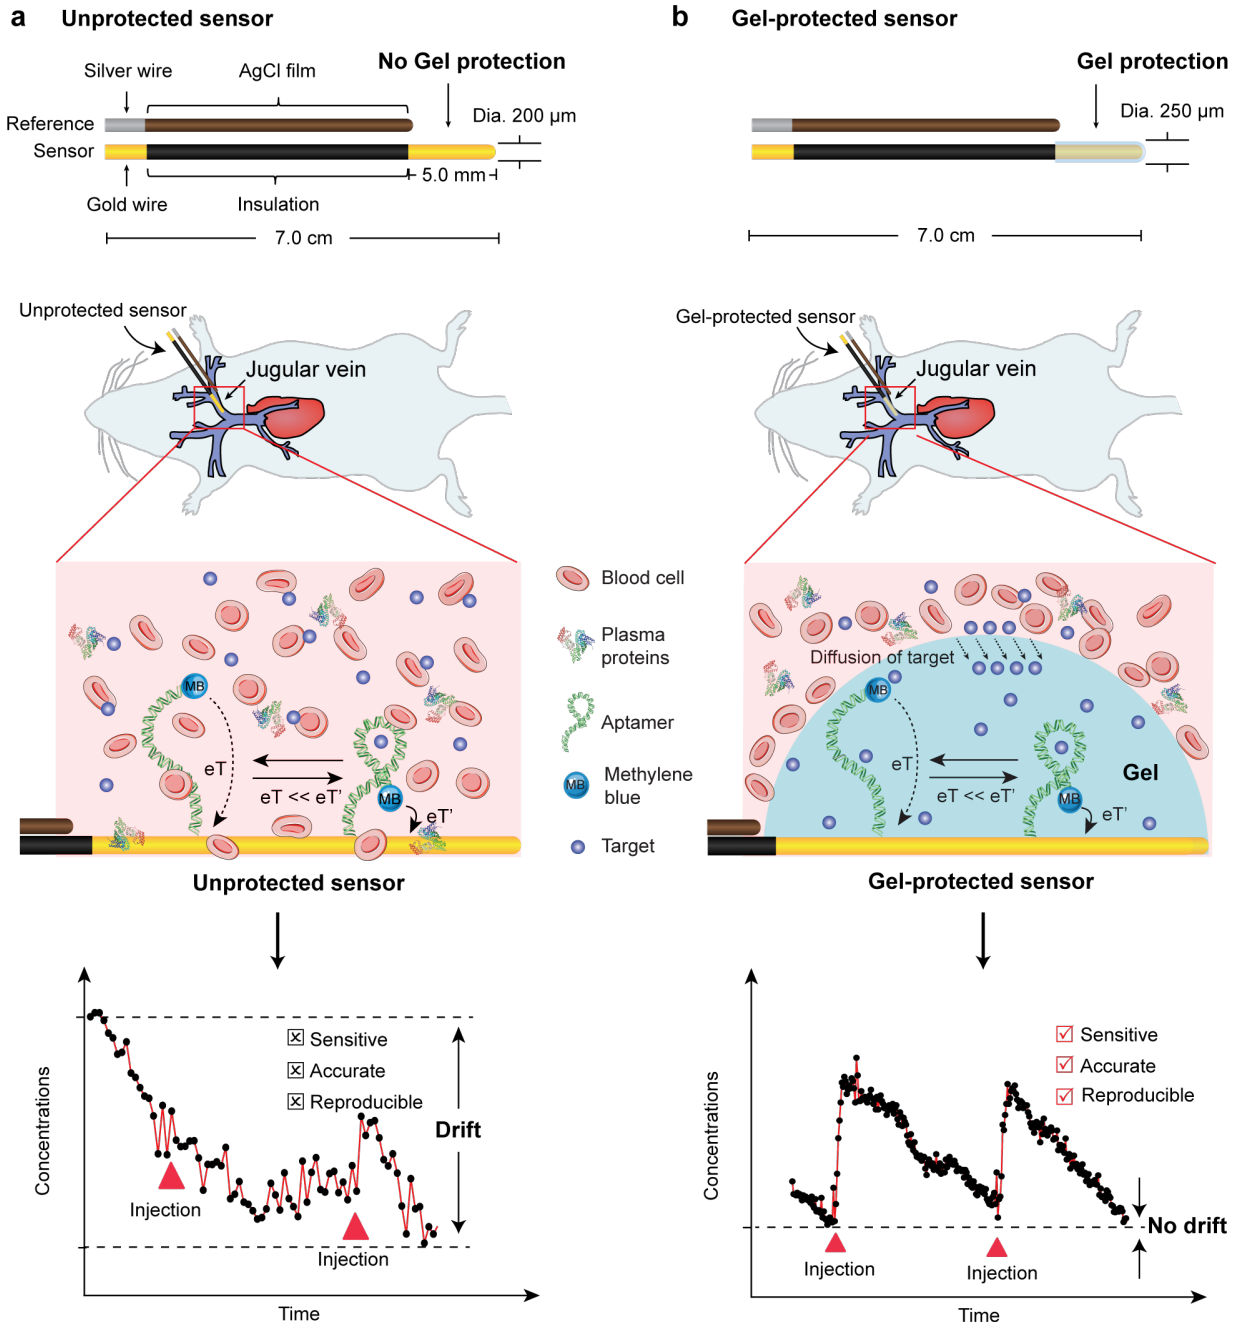 a Unprotected sensor
Silver wire
AgCl film
No Gel protection
Reference
Sensor
Dia. 200 µm
5.0 mm
Gold wire
Insulation
7.0 cm
Unprotected sensor
Jugular vein
MB
eT
eT << eT'
MB
eT'
Unprotected sensor
Blood cell
Plasma
proteins
Aptamer
MB
Methylene
blue
Target
Concentrations
Sensitive
Accurate
Reproducible
Drift
Injection
Injection
Time
b Gel-protected sensor
Gel protection
Dia. 250 µm
7.0 cm
Gel-protected sensor
Jugular vein
Diffusion of target
MB
eT
eT << eT'
MB
eT'
Gel
Gel-protected sensor
Concentrations
Sensitive
Accurate
Reproducible
No drift
Injection
Injection
Time